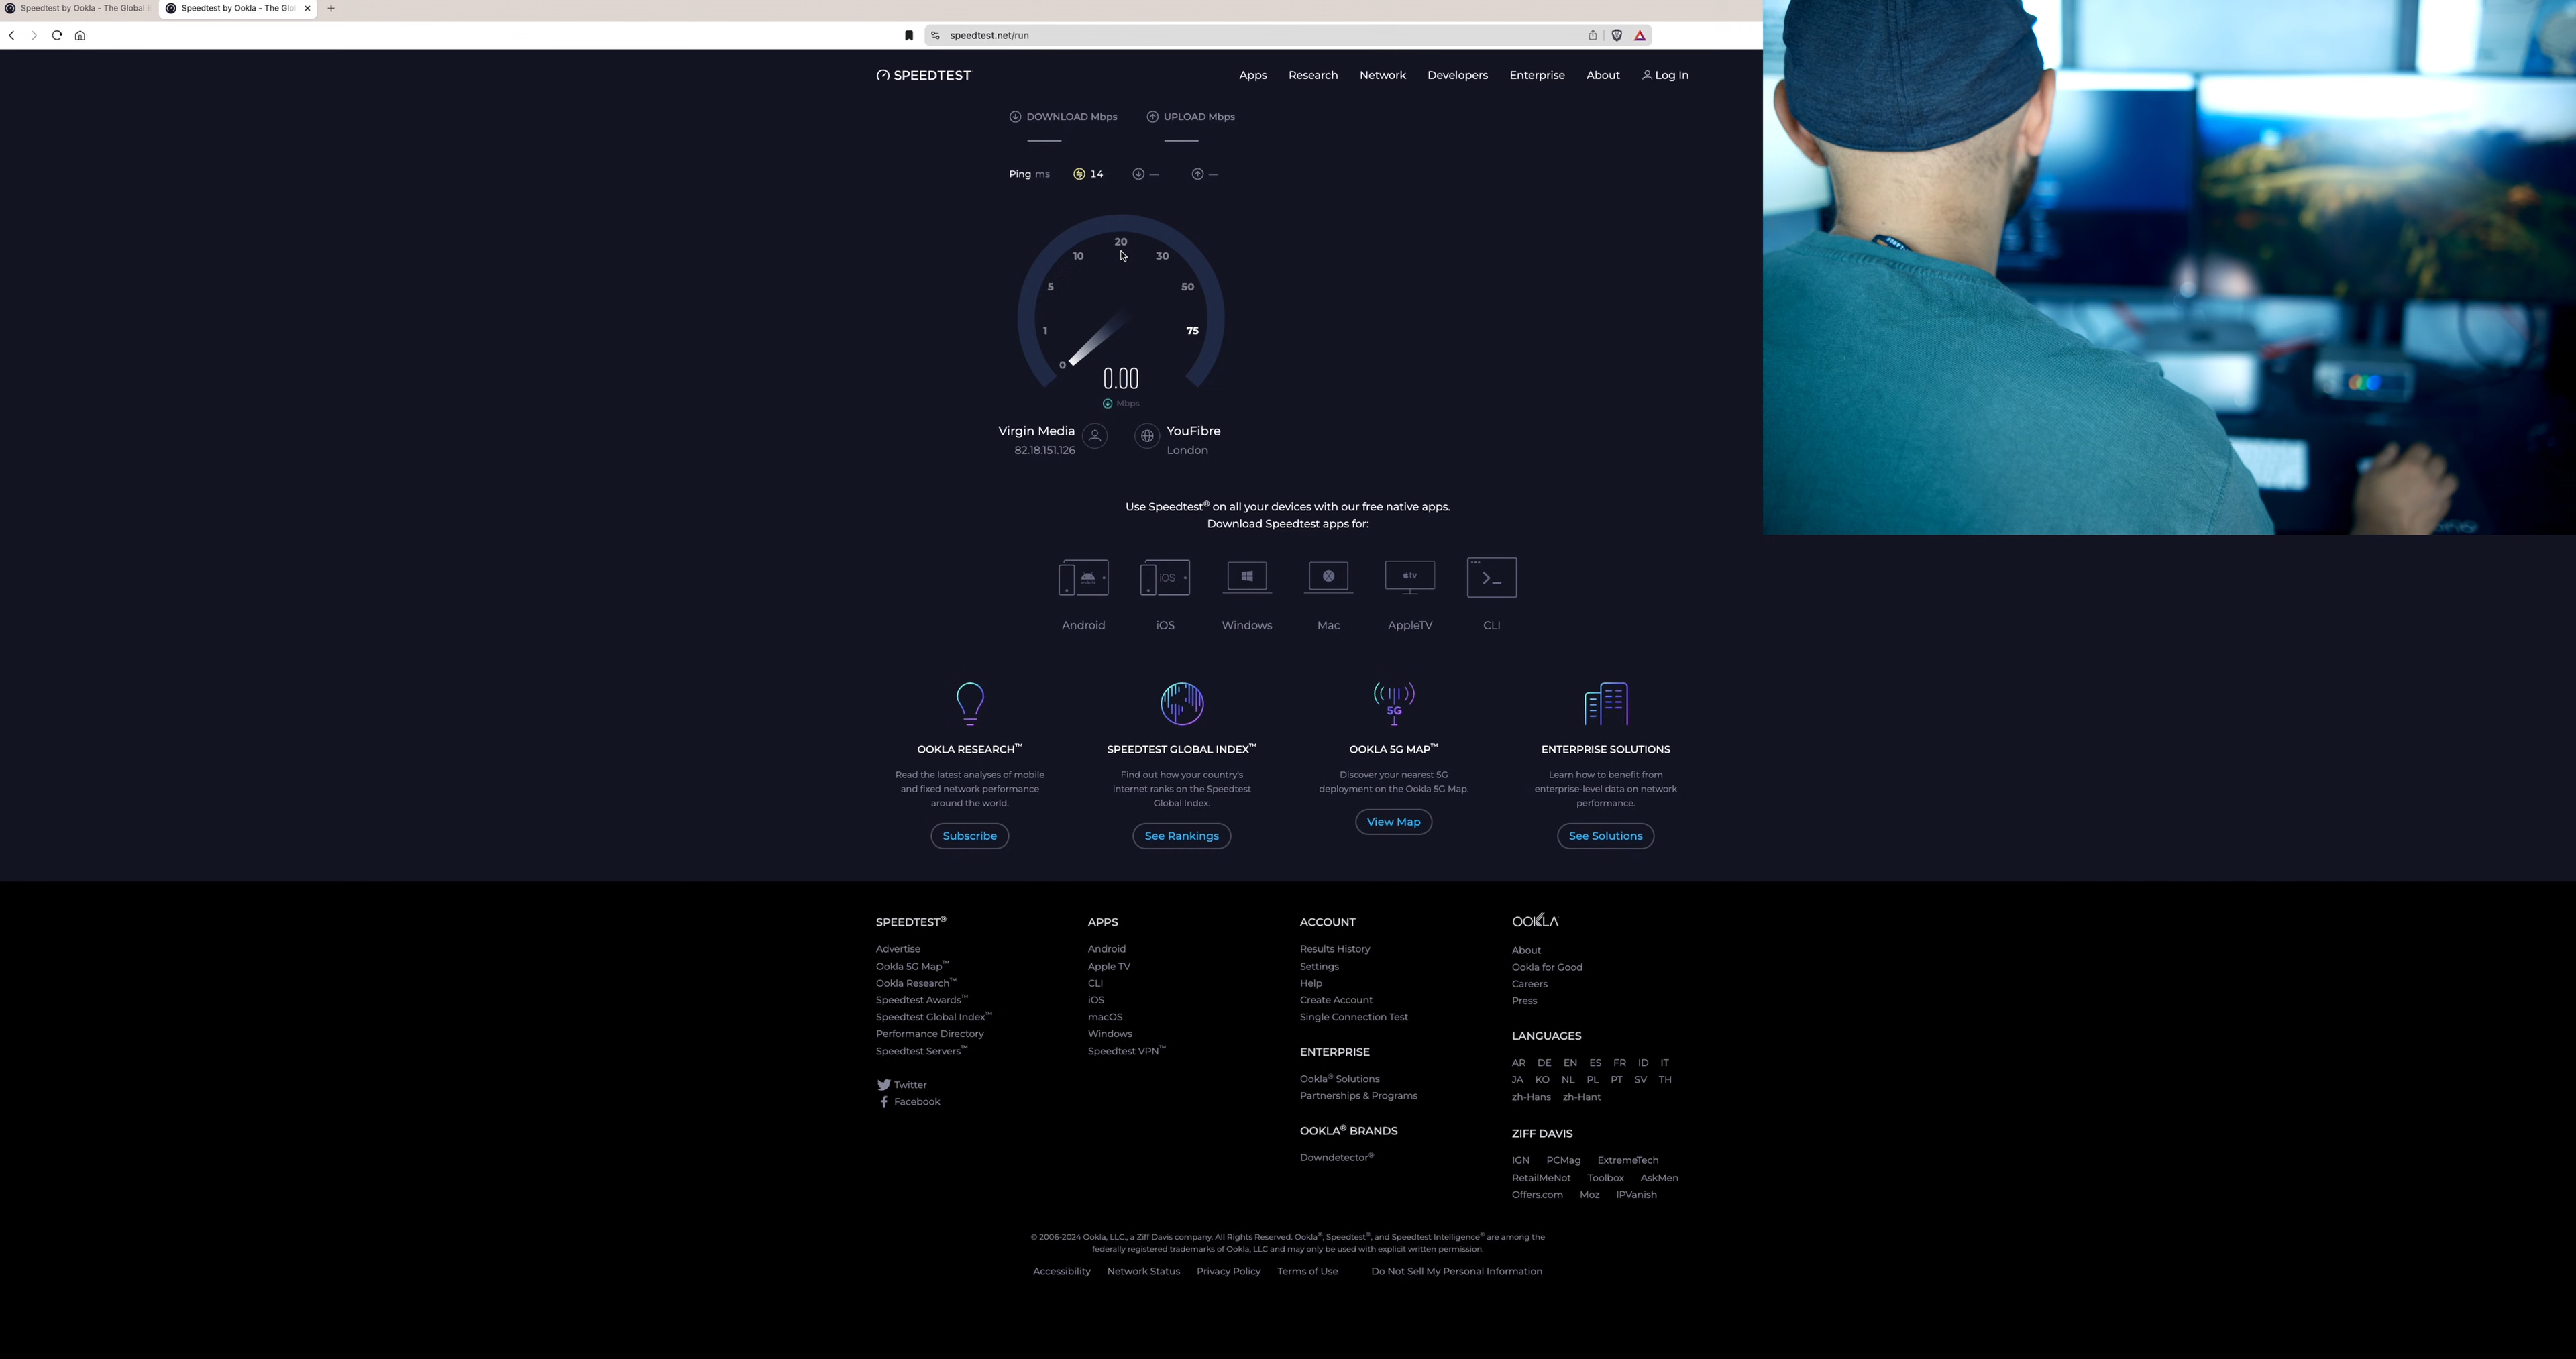 Speedtest by Ookla - The Global
Speedtest by Ookla - The Glo
speedtest.net/run
SPEEDTEST
Apps Research Network Developers Enterprise About Log In
DOWNLOAD Mbps UPLOAD Mbps
Ping ms 14 — —
20
10 30
5 50
1 75
0
0.00
Mbps
Virgin Media YouFibre
82.18.151.126 London
Use Speedtest® on all your devices with our free native apps.
Download Speedtest apps for:
android iOS tv
Android iOS Windows Mac AppleTV CLI
5G
OOKLA RESEARCH™ SPEEDTEST GLOBAL INDEX™ OOKLA 5G MAP™ ENTERPRISE SOLUTIONS
Read the latest analyses of mobile
and fixed network performance
around the world.
Subscribe
Find out how your country's
internet ranks on the Speedtest
Global Index.
See Rankings
Discover your nearest 5G
deployment on the Ookla 5G Map.
View Map
Learn how to benefit from
enterprise-level data on network
performance.
See Solutions
SPEEDTEST®
Advertise
Ookla 5G Map™
Ookla Research™
Speedtest Awards™
Speedtest Global Index™
Performance Directory
Speedtest Servers™
Twitter
Facebook
APPS
Android
Apple TV
CLI
iOS
macOS
Windows
Speedtest VPN™
ACCOUNT
Results History
Settings
Help
Create Account
Single Connection Test
ENTERPRISE
Ookla® Solutions
Partnerships & Programs
OOKLA® BRANDS
Downdetector®
OOKLA
About
Ookla for Good
Careers
Press
LANGUAGES
AR DE EN ES FR ID IT
JA KO NL PL PT SV TH
zh-Hans zh-Hant
ZIFF DAVIS
IGN PCMag ExtremeTech
RetailMeNot Toolbox AskMen
Offers.com Moz IPVanish
© 2006-2024 Ookla, LLC., a Ziff Davis company. All Rights Reserved. Ookla®, Speedtest®, and Speedtest Intelligence® are among the
federally registered trademarks of Ookla, LLC and may only be used with explicit written permission.
Accessibility Network Status Privacy Policy Terms of Use Do Not Sell My Personal Information